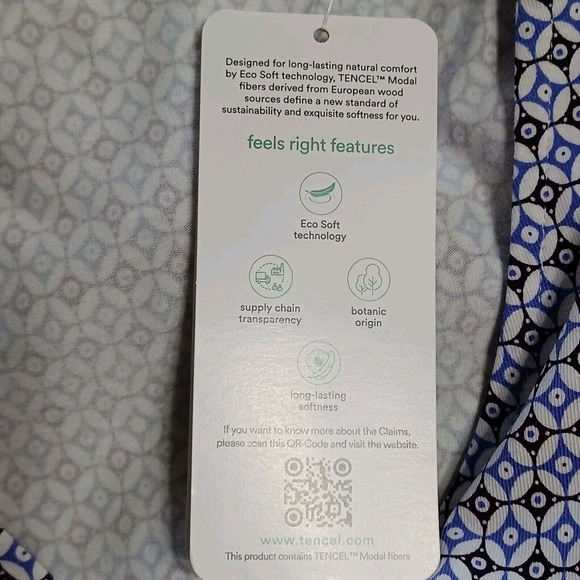 Designed for long-lasting natural comfort
by Eco Soft technology, TENCEL™ Modal
fibers derived from European wood
sources define a new standard of
sustainability and exquisite softness for you.
feels right features
Eco Soft
technology
supply chain
transparency
botanic
origin
long-lasting
softness
If you want to know more about the Claims,
please scan this QR-Code and visit the website.
www.tencel.com
This product contains TENCEL™ Modal fibers